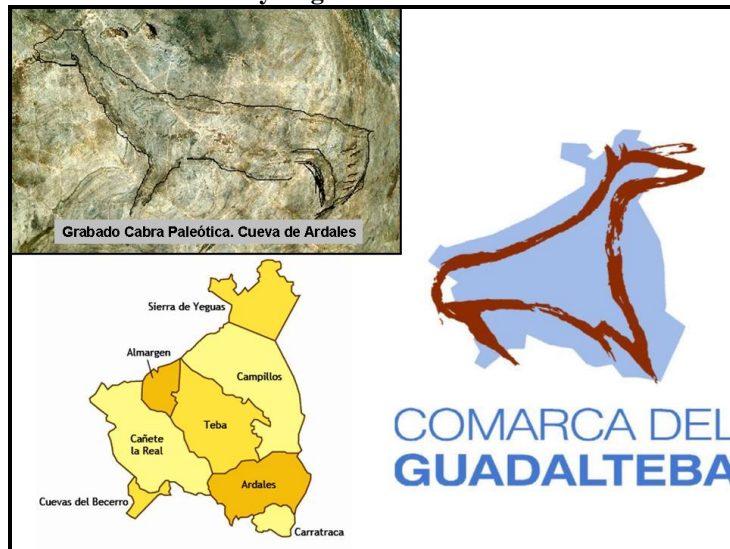 Grabado Cabra Paleótica. Cueva de Ardales
Sierra de Yeguas
Almargen
Campillos
Teba
Cañete
la Real
Ardales
Cuevas del Becerro
Carratraca
COMARCA DEL
GUADALTEBA